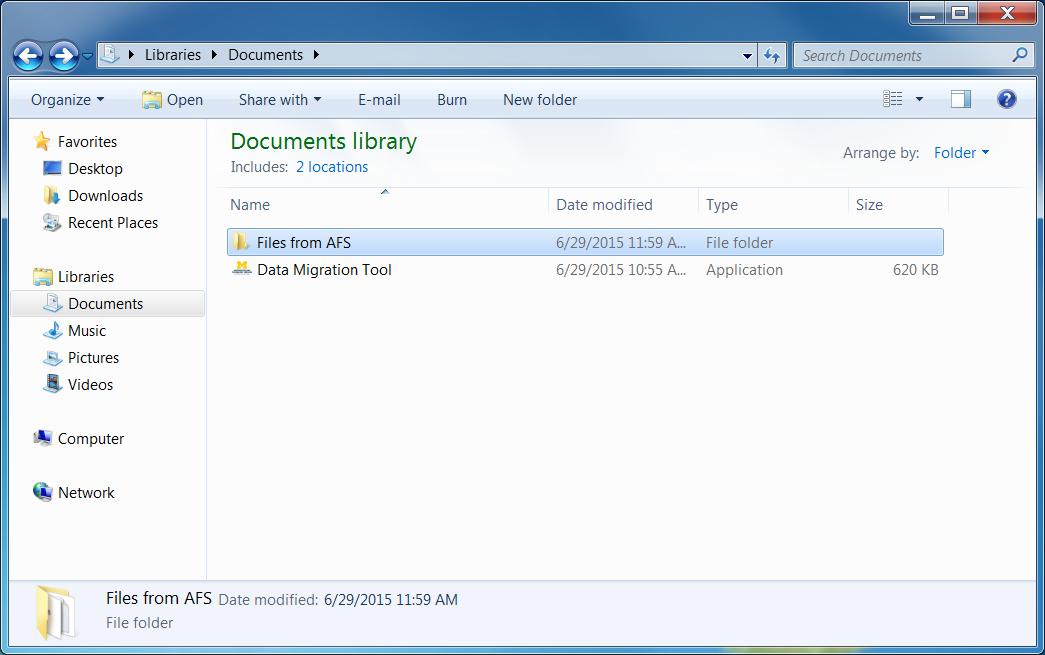 Libraries Documents
Search Documents
Organize Open Share with E-mail Burn New folder
Favorites
Desktop
Downloads
Recent Places
Libraries
Documents
Music
Pictures
Videos
Computer
Network
Documents library
Includes: 2 locations
Arrange by: Folder
Name Date modified Type Size
Files from AFS 6/29/2015 11:59 A... File folder
Data Migration Tool 6/29/2015 10:55 A... Application 620 KB
Files from AFS Date modified: 6/29/2015 11:59 AM
File folder